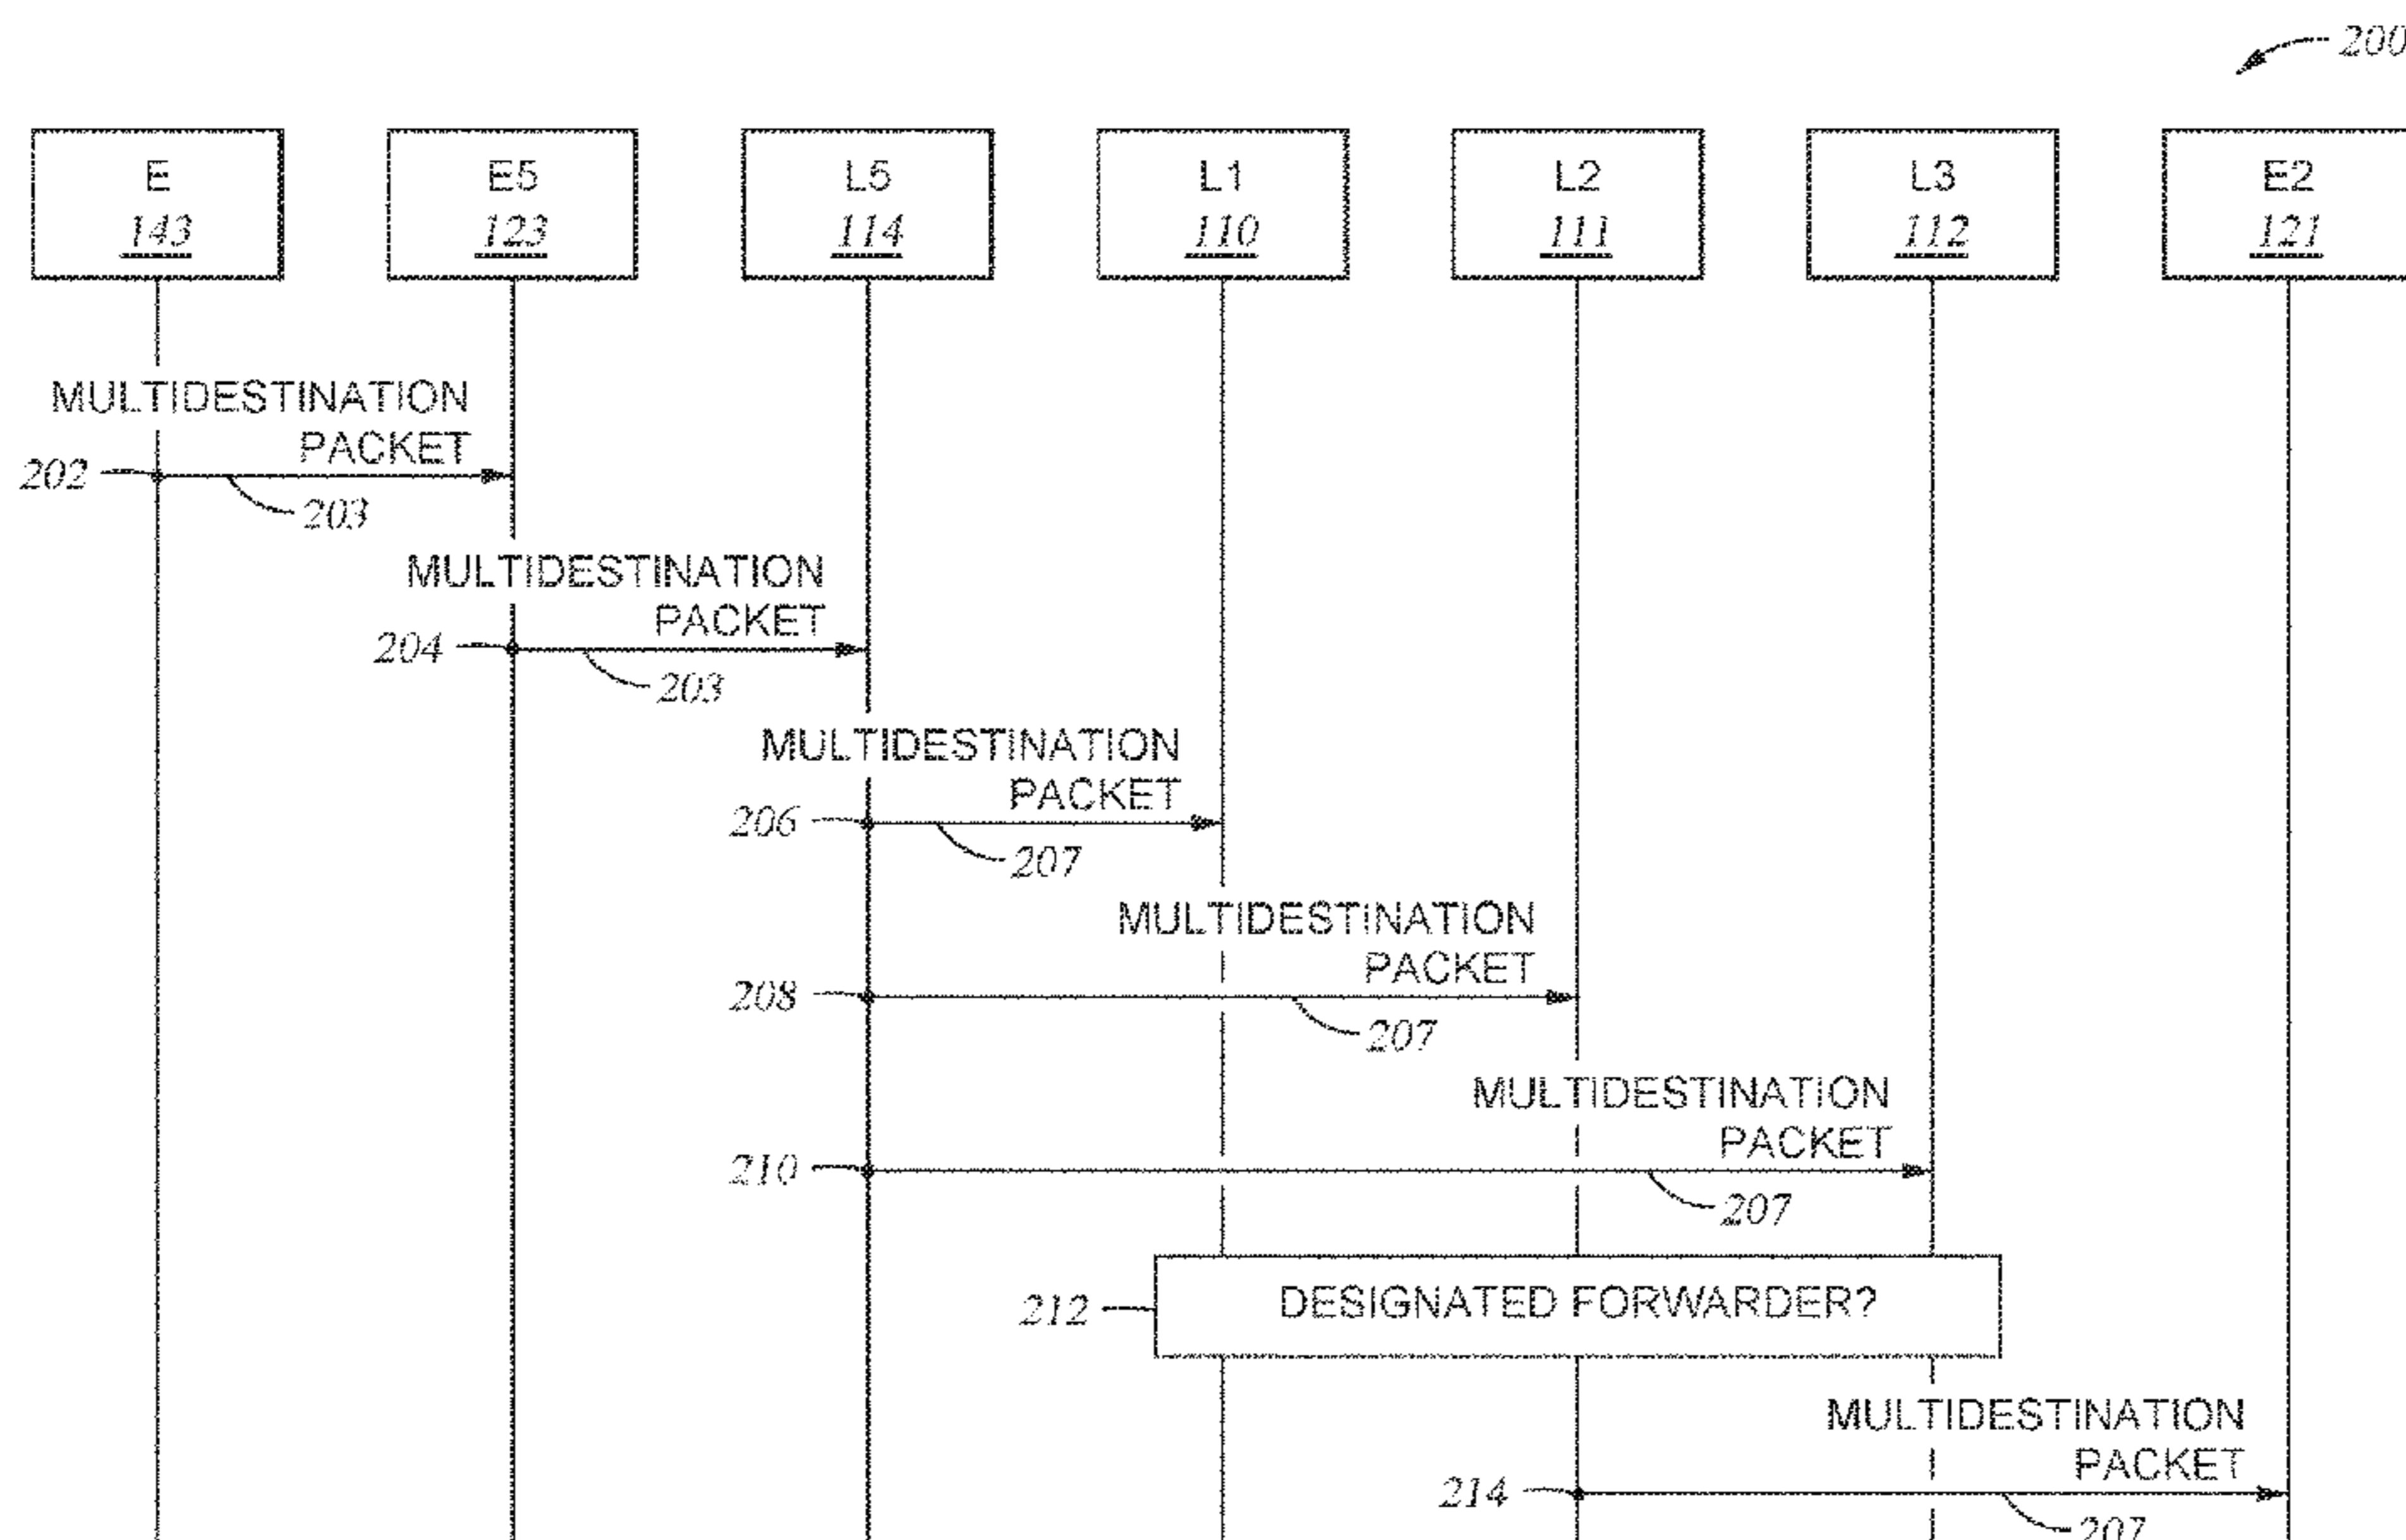 200
E
143
E5
123
L5
114
L1
110
L2
111
L3
112
E2
121
MULTIDESTINATION
PACKET
202
203
MULTIDESTINATION
PACKET
204
203
MULTIDESTINATION
PACKET
206
207
MULTIDESTINATION
PACKET
208
207
MULTIDESTINATION
PACKET
210
207
212
DESIGNATED FORWARDER?
MULTIDESTINATION
PACKET
214
207